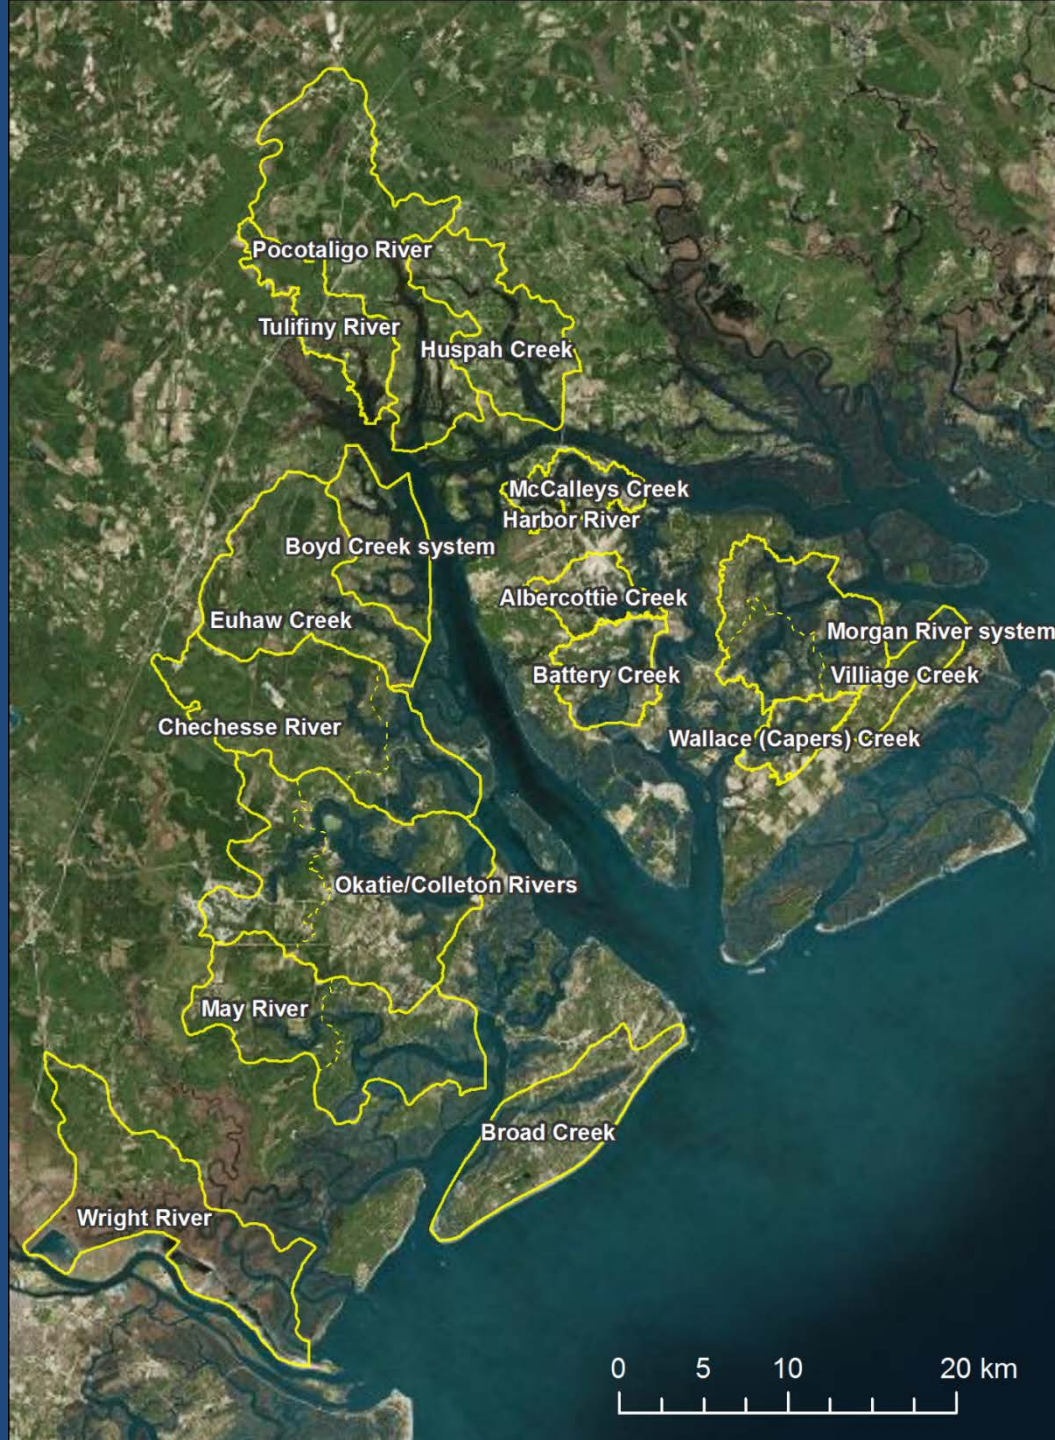 Pocotaligo River
Tulifiny River
Huspah Creek
McCalleys Creek
Harbor River
Boyd Creek system
Albercottie Creek
Euhaw Creek
Morgan River system
Battery Creek
Villiage Creek
Chechesse River
Wallace (Capers) Creek
Okatie/Colleton Rivers
May River
Broad Creek
Wright River
0 5 10 20 km